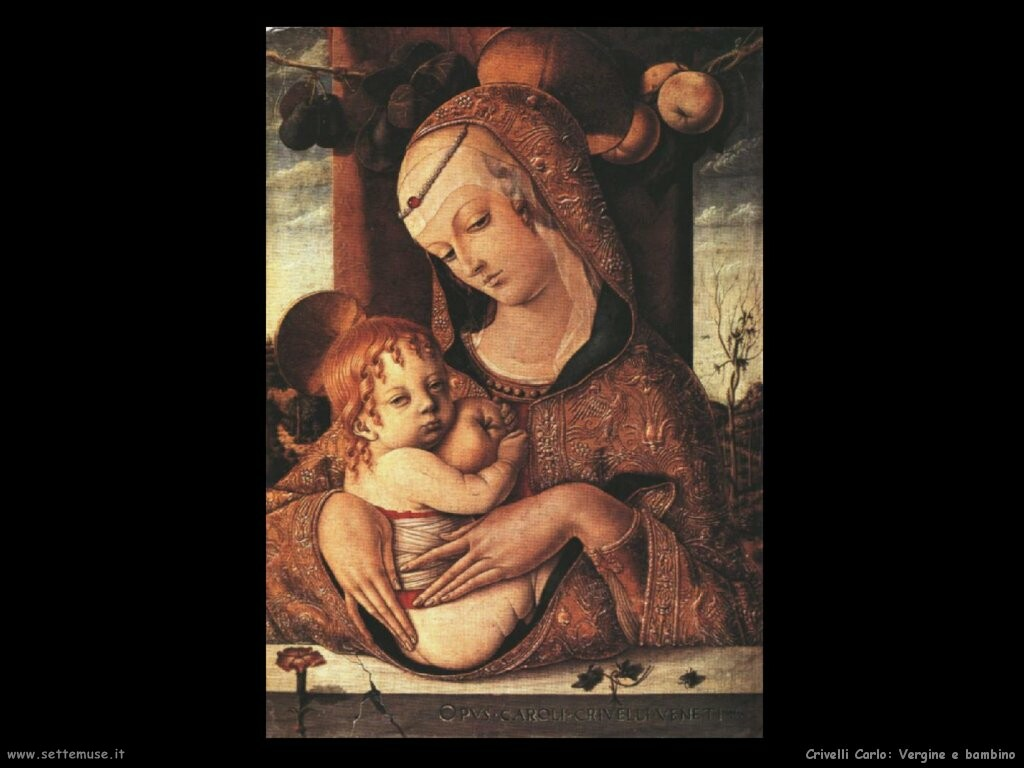 OPVS·CAROLI·CRIVELLI·VENETI
www.settemuse.it
Crivelli Carlo: Vergine e bambino